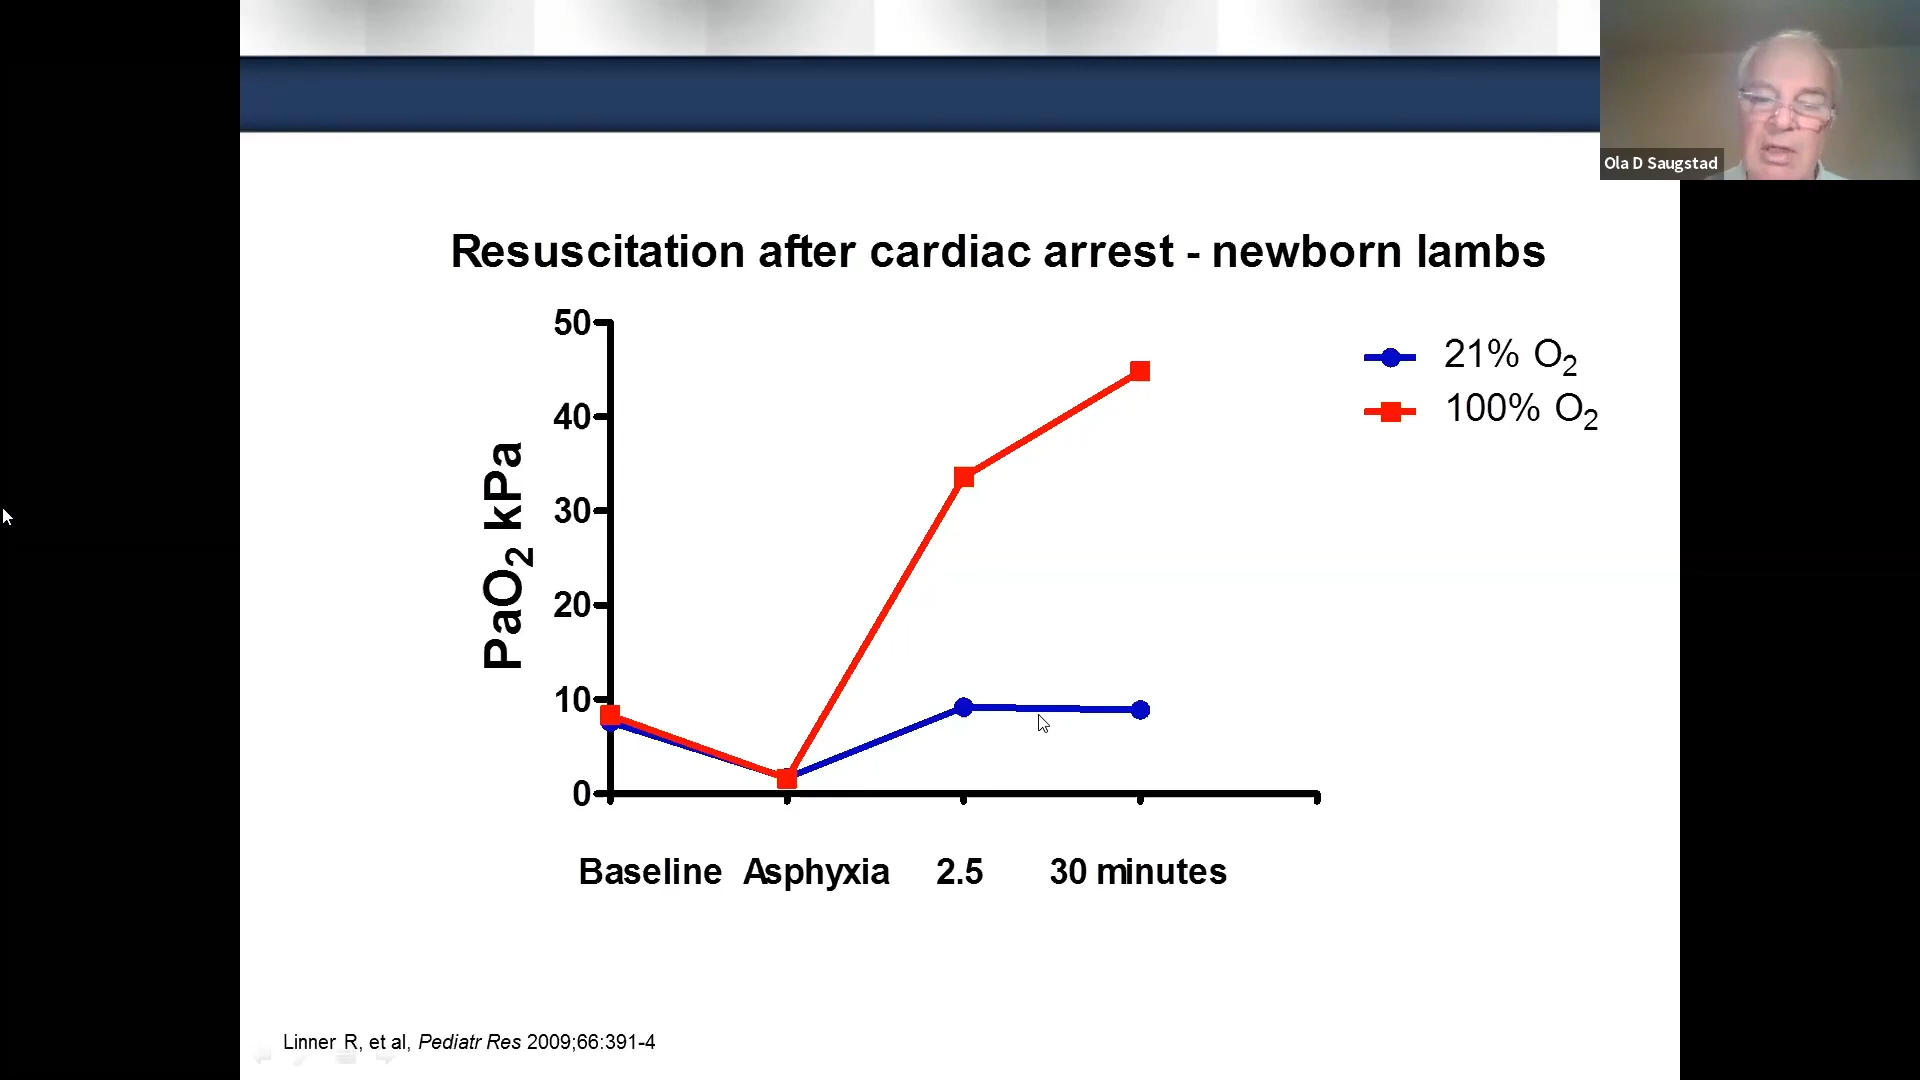 Ola D Saugstad
Resuscitation after cardiac arrest - newborn lambs
PaO2 kPa
50
40
30
20
10
0
21% O2
100% O2
Baseline Asphyxia 2.5 30 minutes
Linner R, et al, Pediatr Res 2009;66:391-4